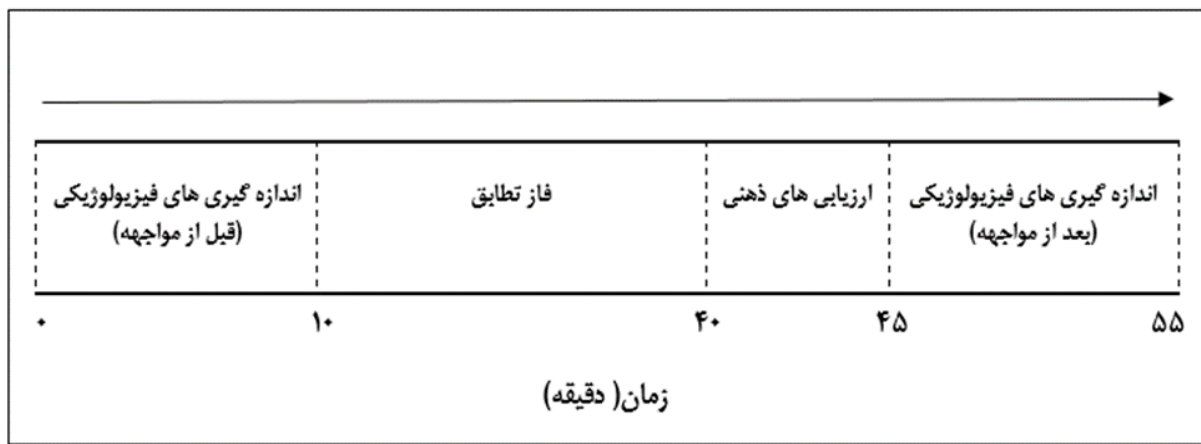 اندازه گیری های فیزیولوژیکی
(قبل از مواجهه)
فاز تطابق
ارزیابی های ذهنی
اندازه گیری های فیزیولوژیکی
(بعد از مواجهه)
۰ ۱۰ ۴۰ ۴۵ ۵۵
زمان( دقیقه)